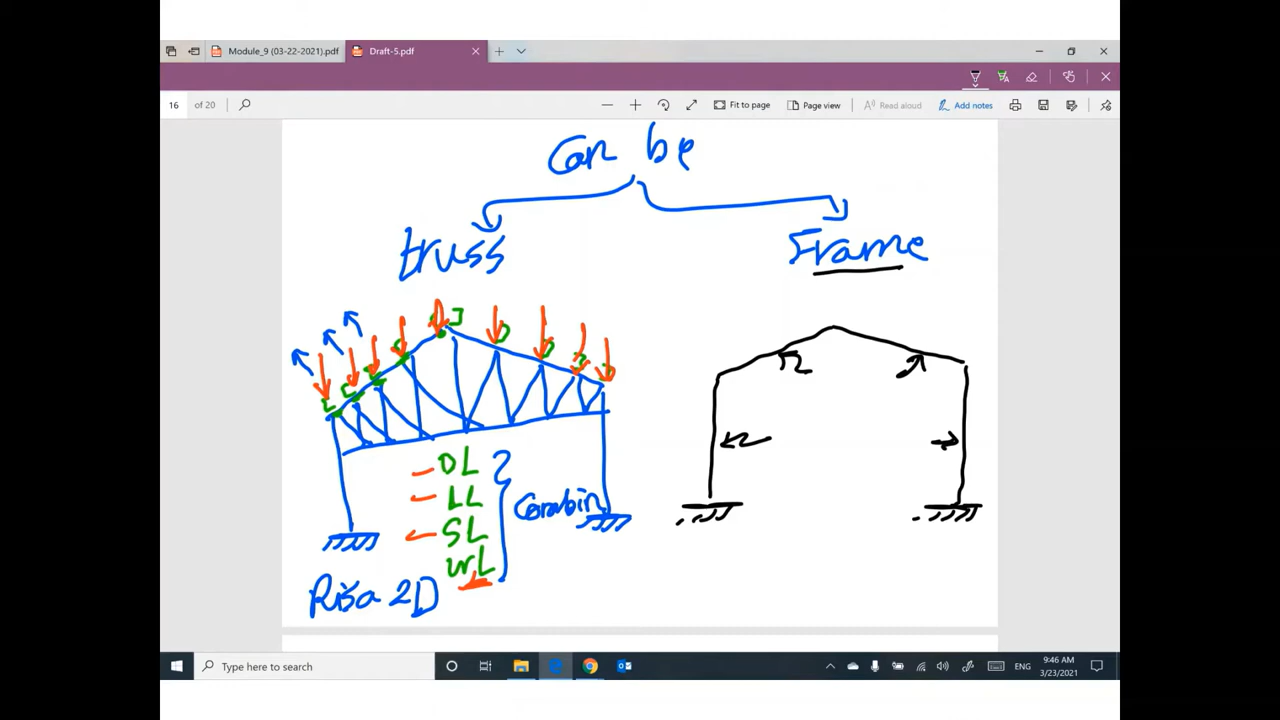 Module_9 (03-22-2021).pdf
Draft-5.pdf
16 of 20
Fit to page
Page view
Read aloud
Add notes
Can be
truss
Frame
DL
LL
SL
WL
Combin
Risa 2D
Type here to search
ENG
9:46 AM
3/23/2021